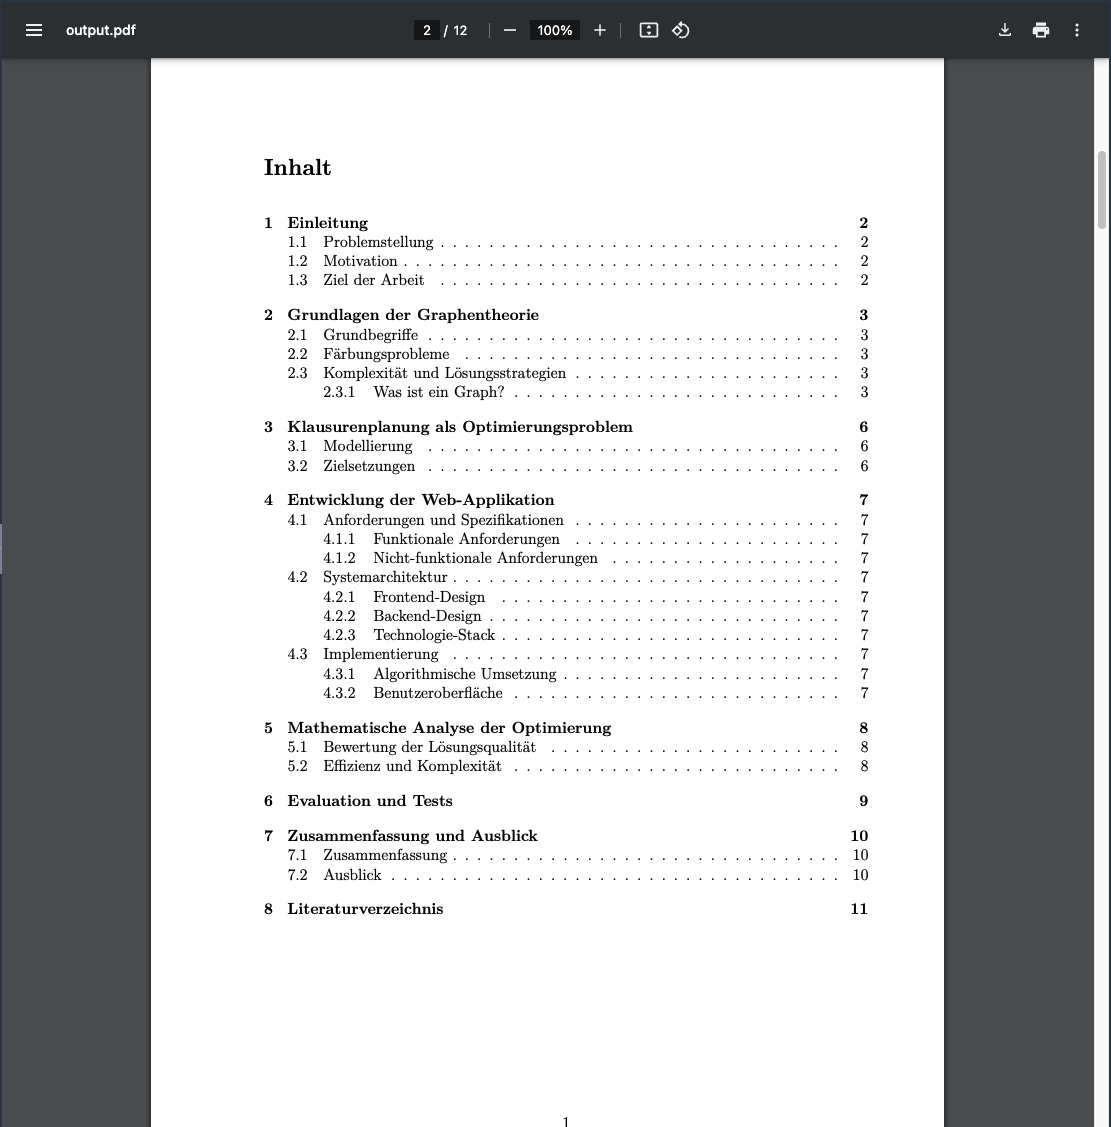 output.pdf
2 / 12
100%
Inhalt
1 Einleitung 2
1.1 Problemstellung . . . . . . . . . . . . . . . . . . . . . . . . . . . . . . . . . 2
1.2 Motivation . . . . . . . . . . . . . . . . . . . . . . . . . . . . . . . . . . . . 2
1.3 Ziel der Arbeit . . . . . . . . . . . . . . . . . . . . . . . . . . . . . . . . . 2
2 Grundlagen der Graphentheorie 3
2.1 Grundbegriffe . . . . . . . . . . . . . . . . . . . . . . . . . . . . . . . . . . 3
2.2 Färbungsprobleme . . . . . . . . . . . . . . . . . . . . . . . . . . . . . . . 3
2.3 Komplexität und Lösungsstrategien . . . . . . . . . . . . . . . . . . . . . . 3
2.3.1 Was ist ein Graph? . . . . . . . . . . . . . . . . . . . . . . . . . . . 3
3 Klausurenplanung als Optimierungsproblem 6
3.1 Modellierung . . . . . . . . . . . . . . . . . . . . . . . . . . . . . . . . . . 6
3.2 Zielsetzungen . . . . . . . . . . . . . . . . . . . . . . . . . . . . . . . . . . 6
4 Entwicklung der Web-Applikation 7
4.1 Anforderungen und Spezifikationen . . . . . . . . . . . . . . . . . . . . . . 7
4.1.1 Funktionale Anforderungen . . . . . . . . . . . . . . . . . . . . . . 7
4.1.2 Nicht-funktionale Anforderungen . . . . . . . . . . . . . . . . . . . 7
4.2 Systemarchitektur . . . . . . . . . . . . . . . . . . . . . . . . . . . . . . . . 7
4.2.1 Frontend-Design . . . . . . . . . . . . . . . . . . . . . . . . . . . . 7
4.2.2 Backend-Design . . . . . . . . . . . . . . . . . . . . . . . . . . . . . 7
4.2.3 Technologie-Stack . . . . . . . . . . . . . . . . . . . . . . . . . . . . 7
4.3 Implementierung . . . . . . . . . . . . . . . . . . . . . . . . . . . . . . . . 7
4.3.1 Algorithmische Umsetzung . . . . . . . . . . . . . . . . . . . . . . . 7
4.3.2 Benutzeroberfläche . . . . . . . . . . . . . . . . . . . . . . . . . . . 7
5 Mathematische Analyse der Optimierung 8
5.1 Bewertung der Lösungsqualität . . . . . . . . . . . . . . . . . . . . . . . . 8
5.2 Effizienz und Komplexität . . . . . . . . . . . . . . . . . . . . . . . . . . . 8
6 Evaluation und Tests 9
7 Zusammenfassung und Ausblick 10
7.1 Zusammenfassung . . . . . . . . . . . . . . . . . . . . . . . . . . . . . . . . 10
7.2 Ausblick . . . . . . . . . . . . . . . . . . . . . . . . . . . . . . . . . . . . . 10
8 Literaturverzeichnis 11
1